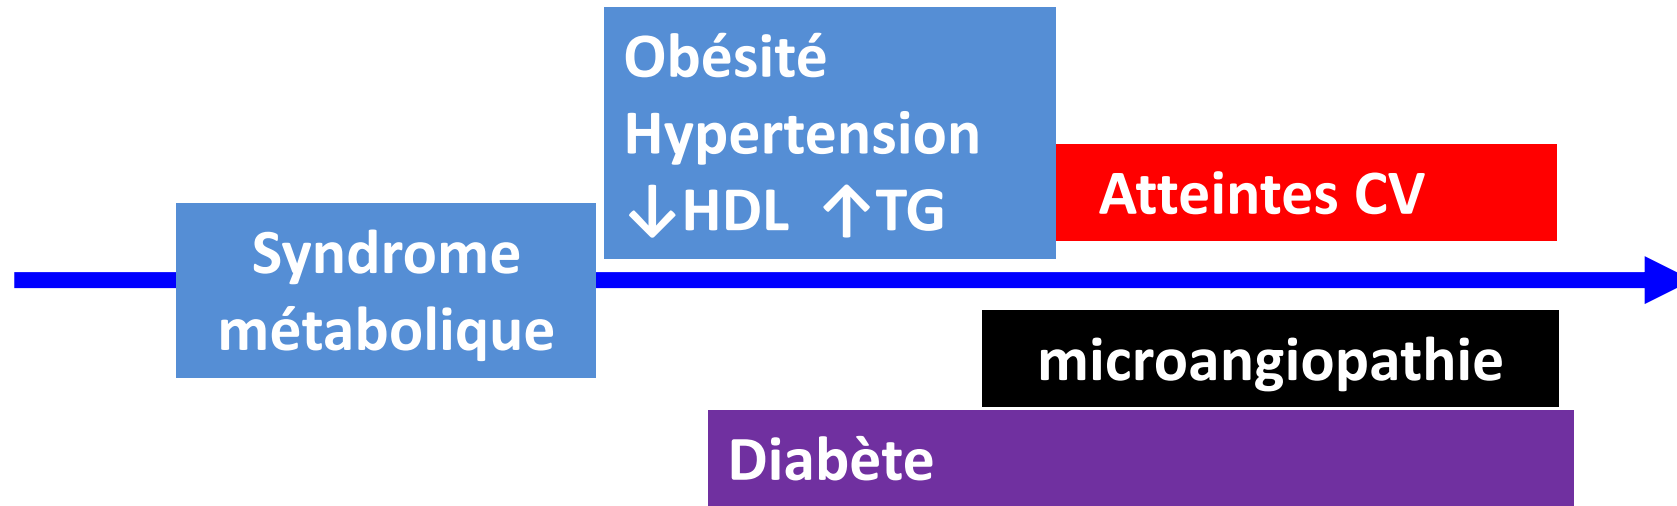 Obésité
Hypertension
↓HDL ↑TG
Atteintes CV
Syndrome
métabolique
microangiopathie
Diabète